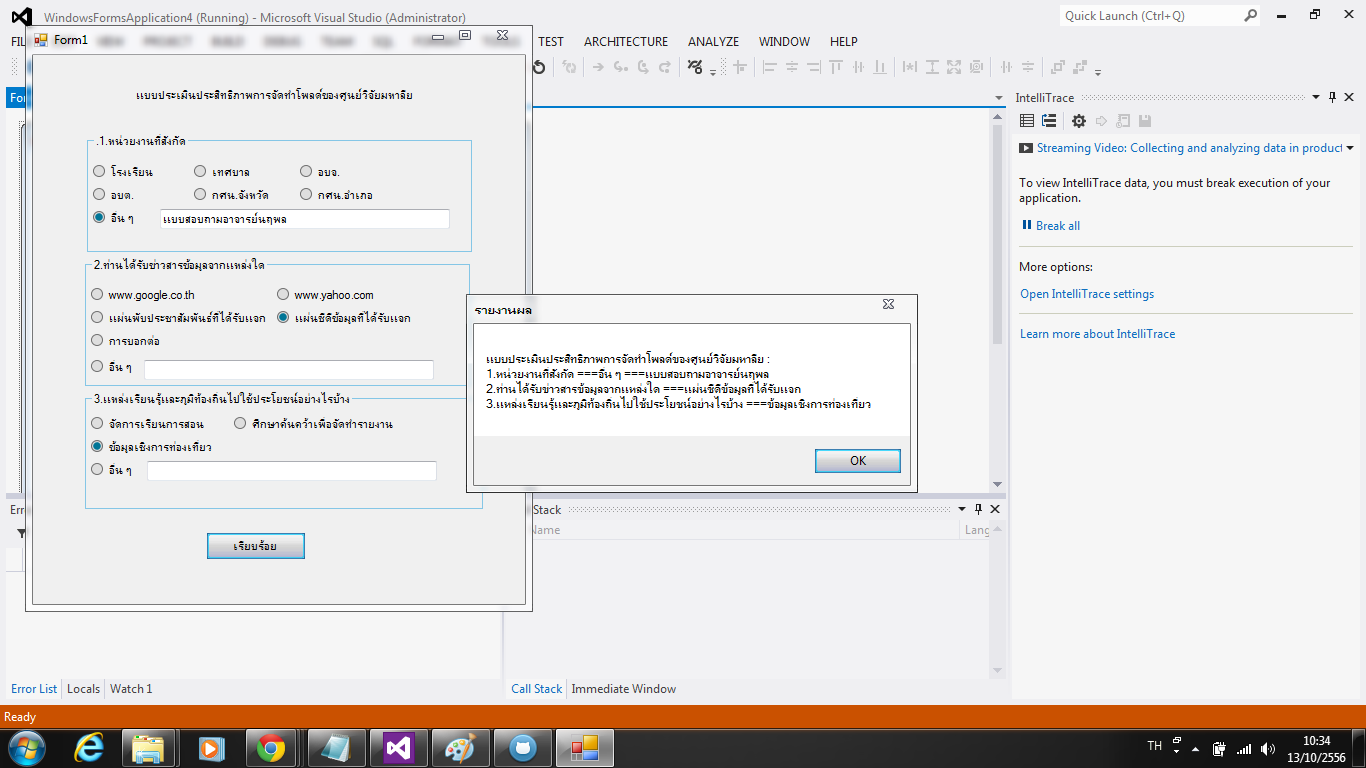 WindowsFormsApplication4 (Running) - Microsoft Visual Studio (Administrator)
Quick Launch (Ctrl+Q)
TEST ARCHITECTURE ANALYZE WINDOW HELP
Form1
แบบประเมินประสิทธิภาพการจัดทำโพลด์ของศูนย์วิจัยมหาลัย
.1.หน่วยงานที่สังกัด
โรงเรียน เทศบาล อบจ.
อบต. กศน.จังหวัด กศน.อำเภอ
อื่น ๆ แบบสอบถามอาจารย์นฤพล
2.ท่านได้รับข่าวสารข้อมูลจากแหล่งใด
www.google.co.th www.yahoo.com
แผ่นพับประชาสัมพันธ์ที่ได้รับแจก แผ่นซีดีข้อมูลที่ได้รับแจก
การบอกต่อ
อื่น ๆ
3.แหล่งเรียนรู้และภูมิท้องถิ่นไปใช้ประโยชน์อย่างไรบ้าง
จัดการเรียนการสอน ศึกษาค้นคว้าเพื่อจัดทำรายงาน
ข้อมูลเชิงการท่องเที่ยว
อื่น ๆ
เรียบร้อย
รายงานผล
แบบประเมินประสิทธิภาพการจัดทำโพลด์ของศูนย์วิจัยมหาลัย :
1.หน่วยงานที่สังกัด ===อื่น ๆ ===แบบสอบถามอาจารย์นฤพล
2.ท่านได้รับข่าวสารข้อมูลจากแหล่งใด ===แผ่นซีดีข้อมูลที่ได้รับแจก
3.แหล่งเรียนรู้และภูมิท้องถิ่นไปใช้ประโยชน์อย่างไรบ้าง ===ข้อมูลเชิงการท่องเที่ยว
OK
IntelliTrace
Streaming Video: Collecting and analyzing data in product
To view IntelliTrace data, you must break execution of your
application.
Break all
More options:
Open IntelliTrace settings
Learn more about IntelliTrace
Stack
Name Lang
Error List Locals Watch 1
Call Stack Immediate Window
Ready
TH
10:34
13/10/2556